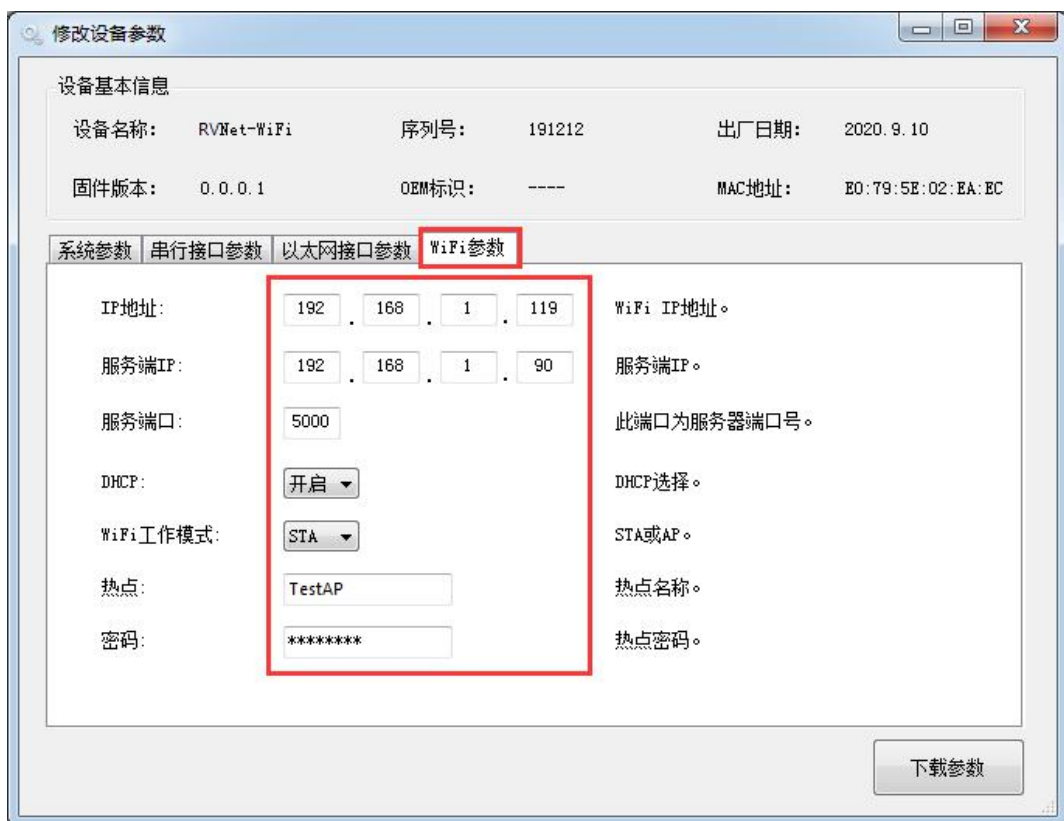 修改设备参数
设备基本信息
设备名称: RVNet-WiFi 序列号: 191212 出厂日期: 2020.9.10
固件版本: 0.0.0.1 OEM标识: ---- MAC地址: E0:79:5E:02:EA:EC
系统参数 串行接口参数 以太网接口参数 WiFi参数
IP地址: 192 . 168 . 1 . 119 WiFi IP地址。
服务端IP: 192 . 168 . 1 . 90 服务端IP。
服务端口: 5000 此端口为服务器端口号。
DHCP: 开启 DHCP选择。
WiFi工作模式: STA STA或AP。
热点: TestAP 热点名称。
密码: ******** 热点密码。
下载参数